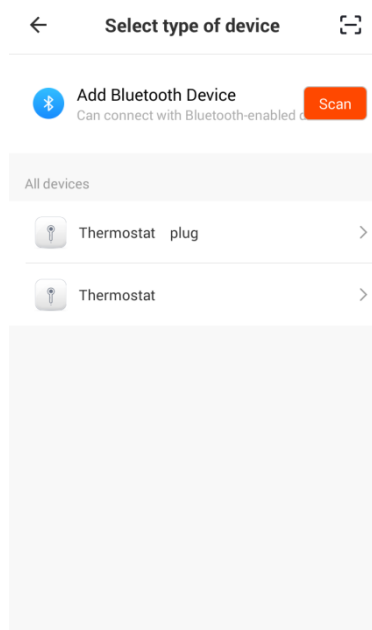 Select type of device
Add Bluetooth Device
Can connect with Bluetooth-enabled
Scan
All devices
Thermostat plug
Thermostat